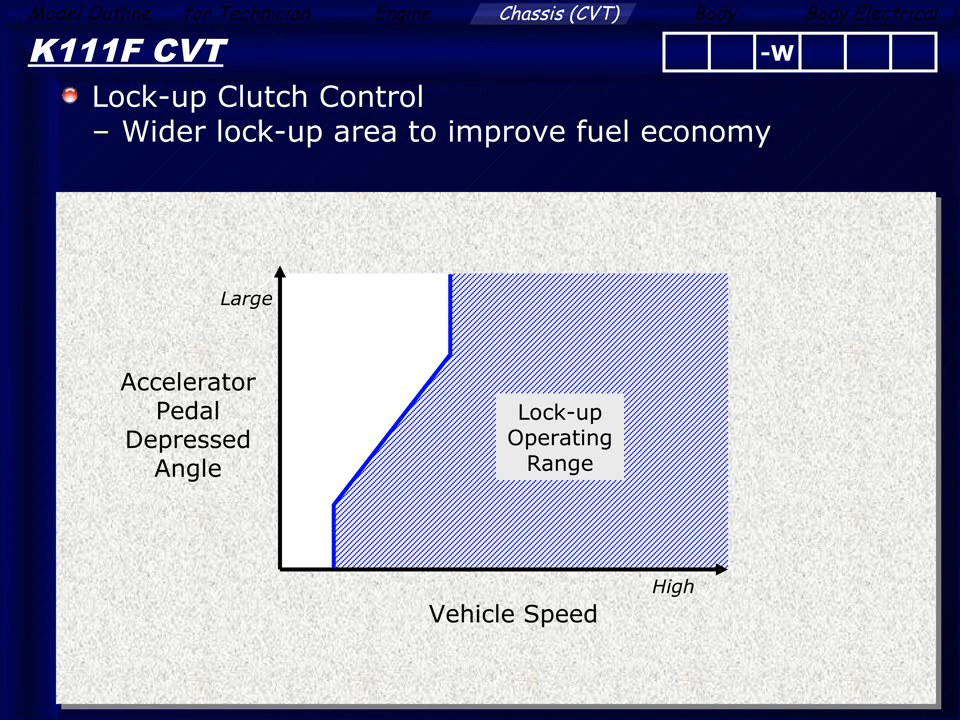 Model Outline for Technician Engine Chassis (CVT) Body Body Electrical
K111F CVT
-W
Lock-up Clutch Control
– Wider lock-up area to improve fuel economy
Large
Accelerator
Pedal
Depressed
Angle
Lock-up
Operating
Range
High
Vehicle Speed